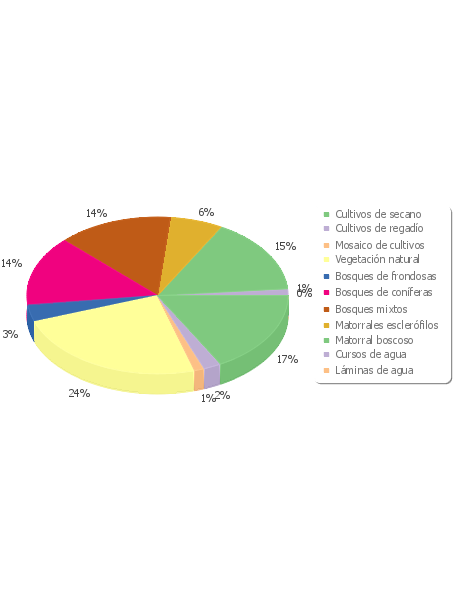 6%
14%
15%
14%
1%
0%
3%
17%
24%
2%
1%
Cultivos de secano
Cultivos de regadío
Mosaico de cultivos
Vegetación natural
Bosques de frondosas
Bosques de coníferas
Bosques mixtos
Matorrales esclerófilos
Matorral boscoso
Cursos de agua
Láminas de agua